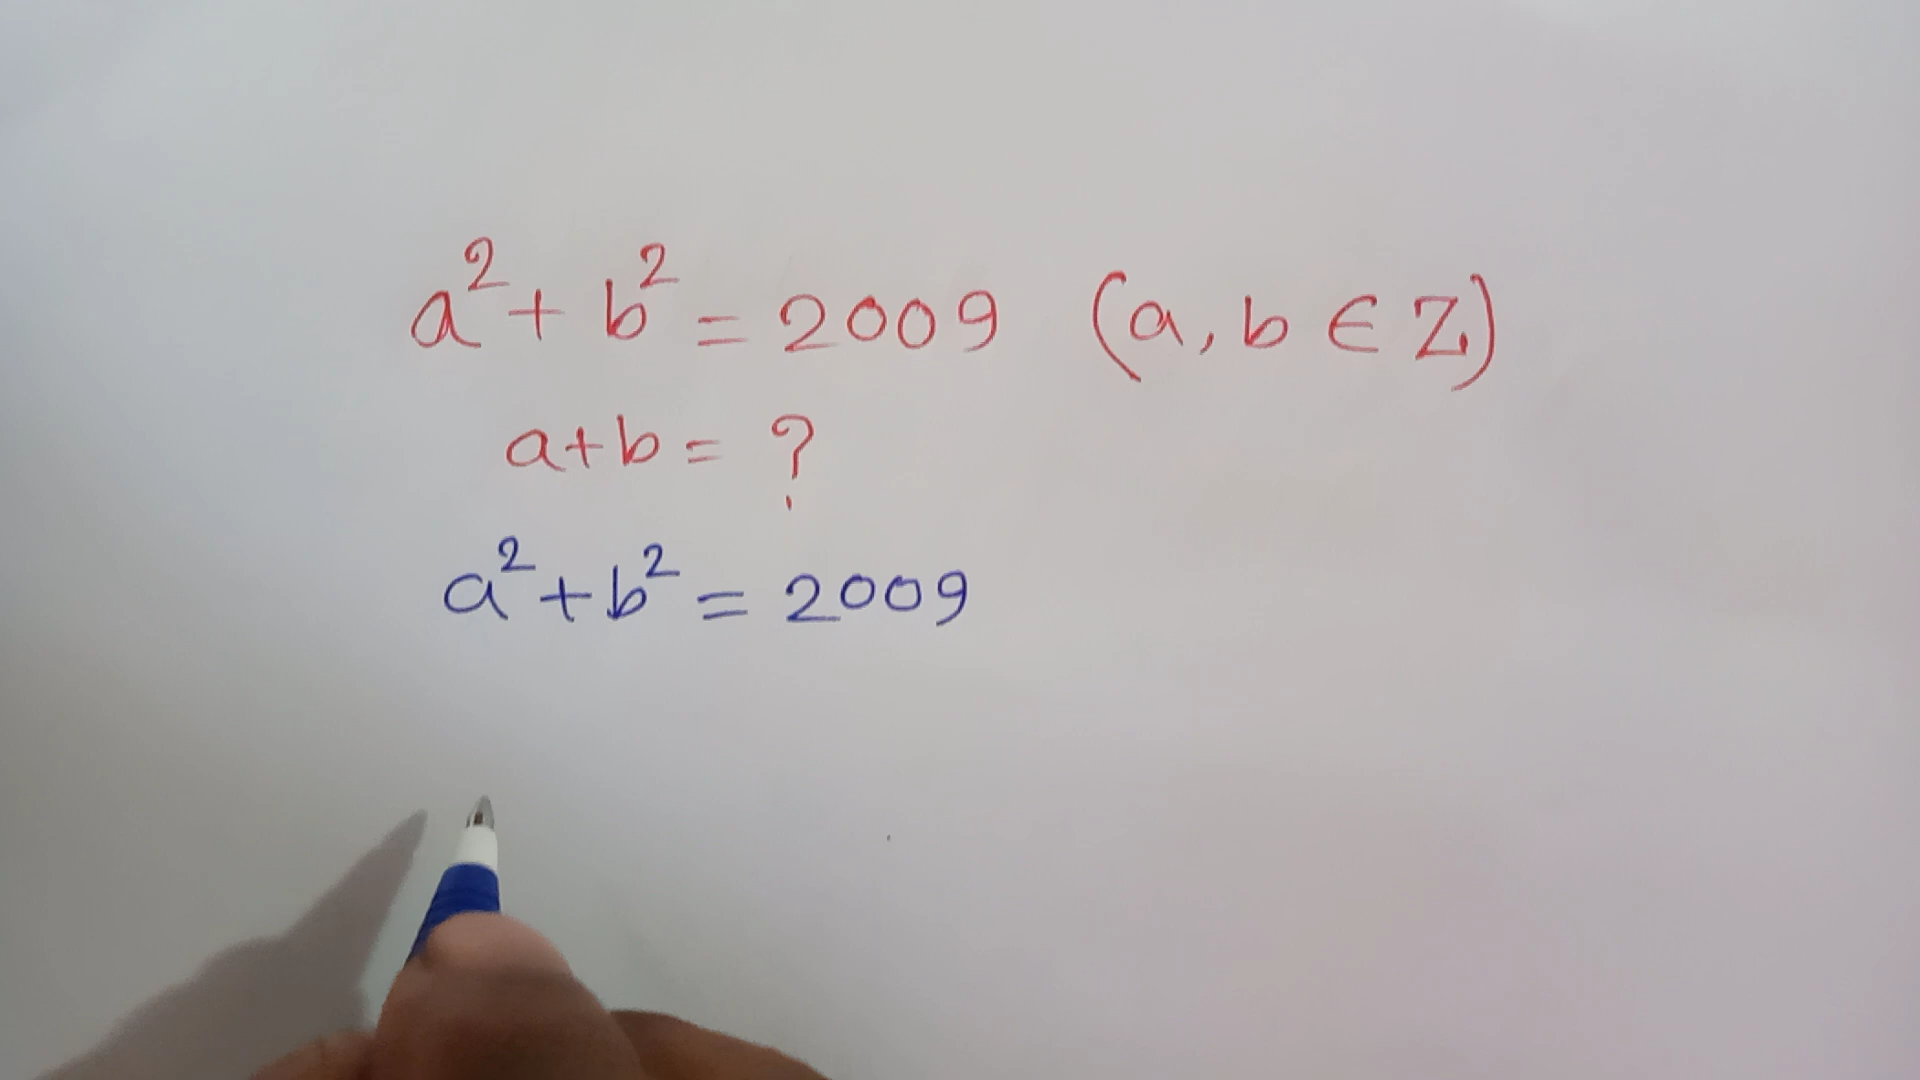 a² + b² = 2009 (a, b ∈ Z)
a+b = ?
a² + b² = 2009